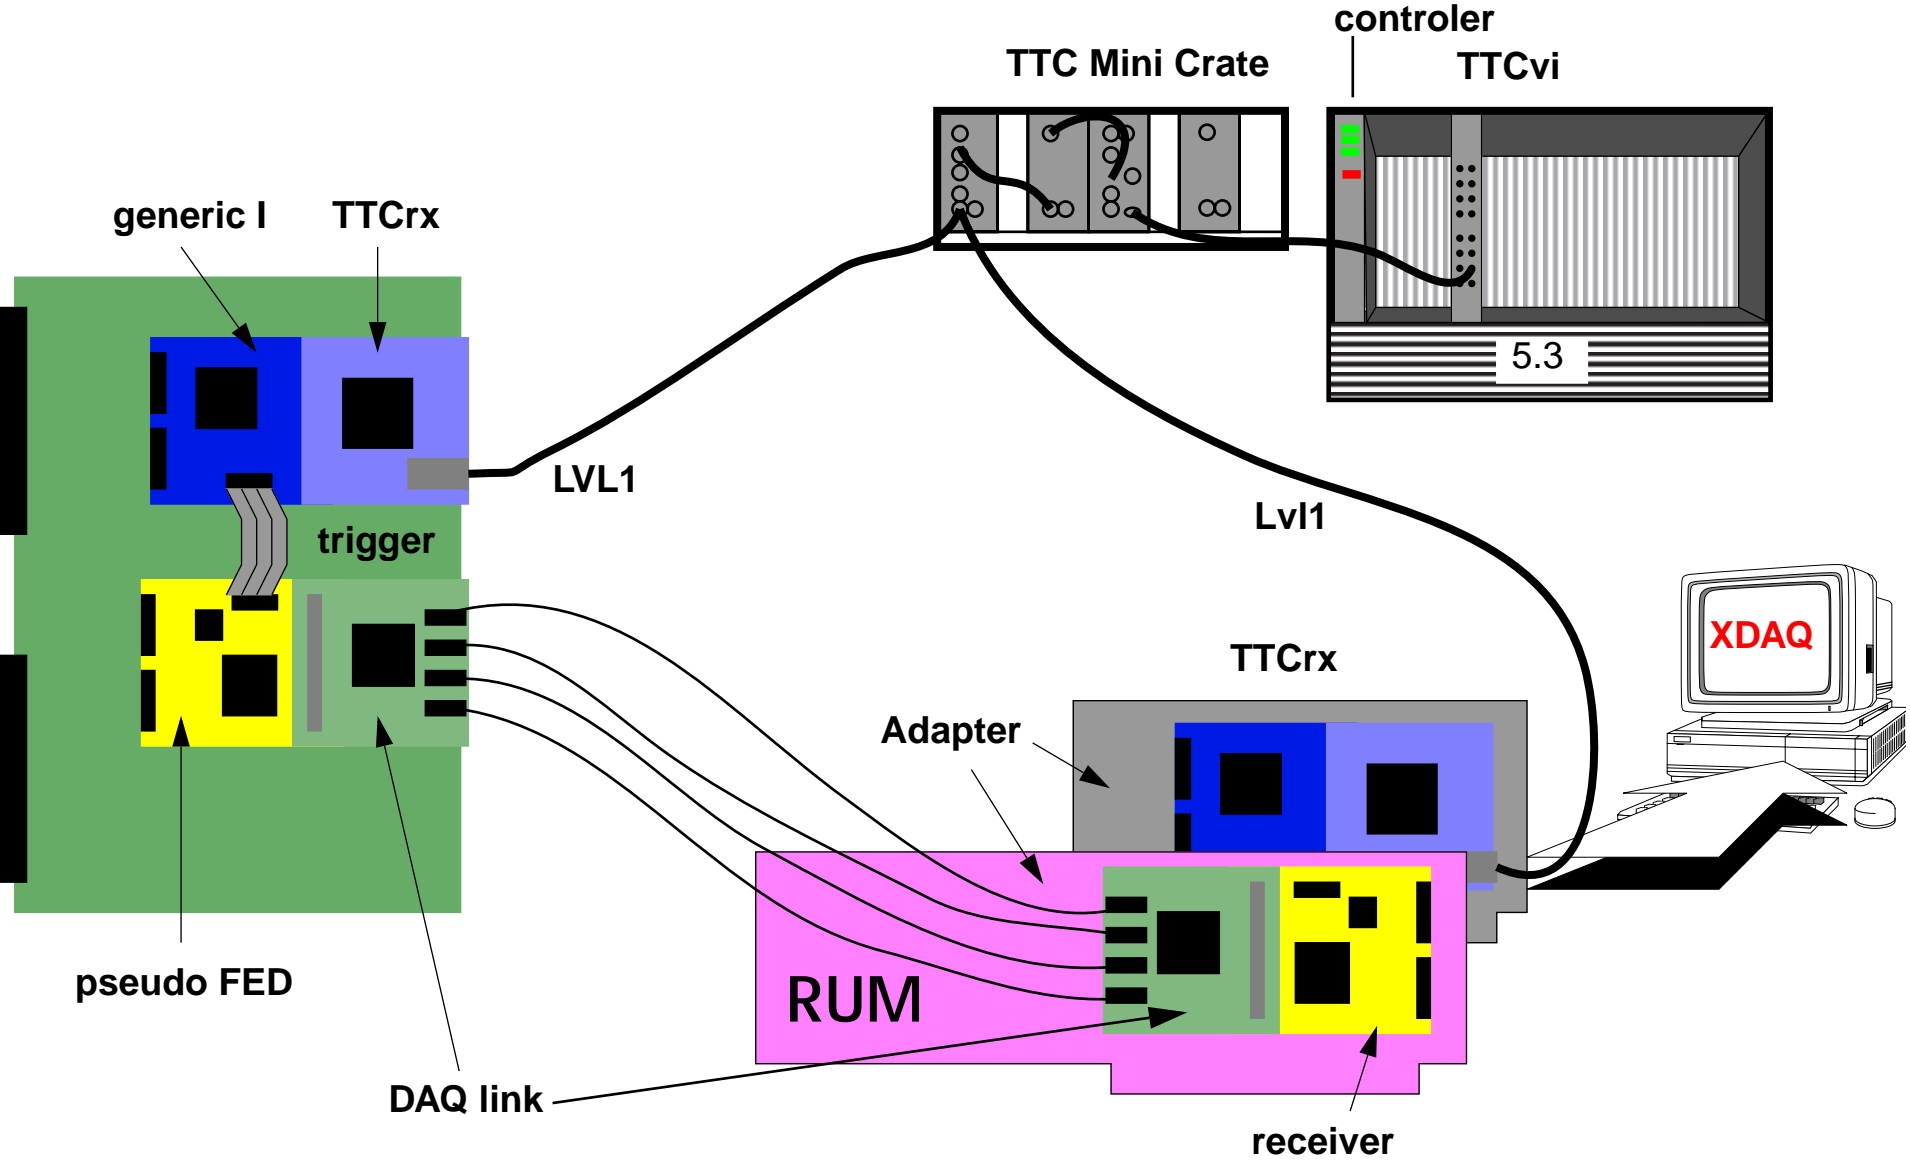 controler
TTC Mini Crate
TTCvi
generic I
TTCrx
5.3
LVL1
Lvl1
trigger
XDAQ
TTCrx
Adapter
pseudo FED
RUM
DAQ link
receiver